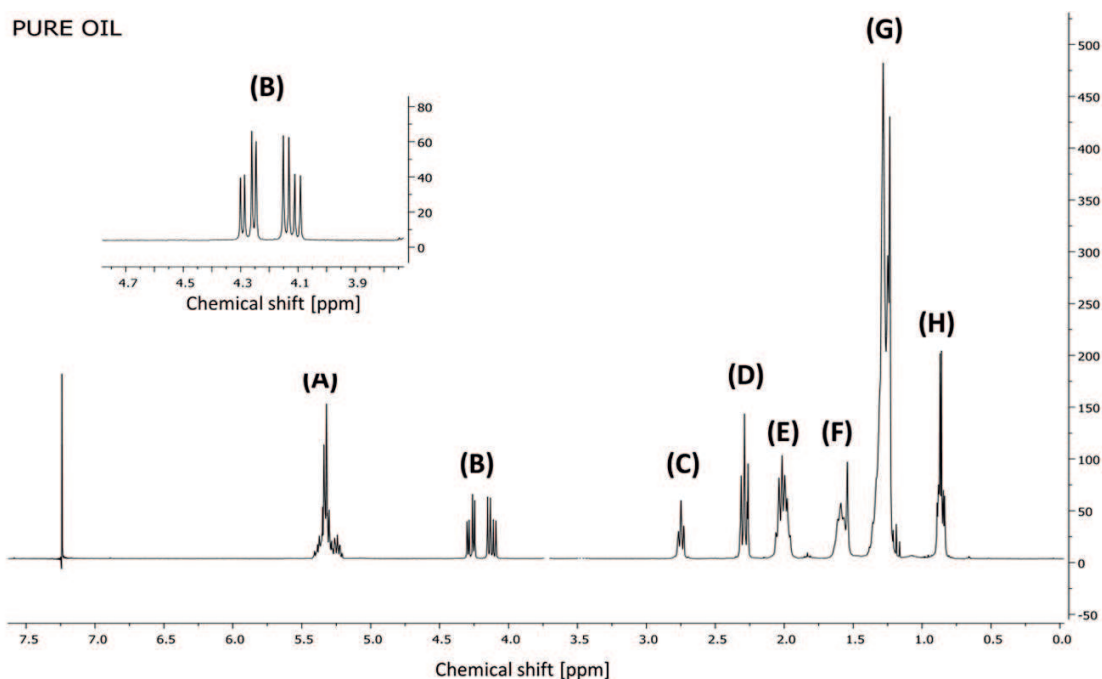 PURE OIL
(G)
(B)
80
60
40
20
0
4.7 4.5 4.3 4.1 3.9
Chemical shift [ppm]
500
450
400
350
300
250
200
150
100
50
0
-50
(H)
(A)
(D)
(E)
(F)
(B)
(C)
7.5 7.0 6.5 6.0 5.5 5.0 4.5 4.0 3.5 3.0 2.5 2.0 1.5 1.0 0.5 0.0
Chemical shift [ppm]